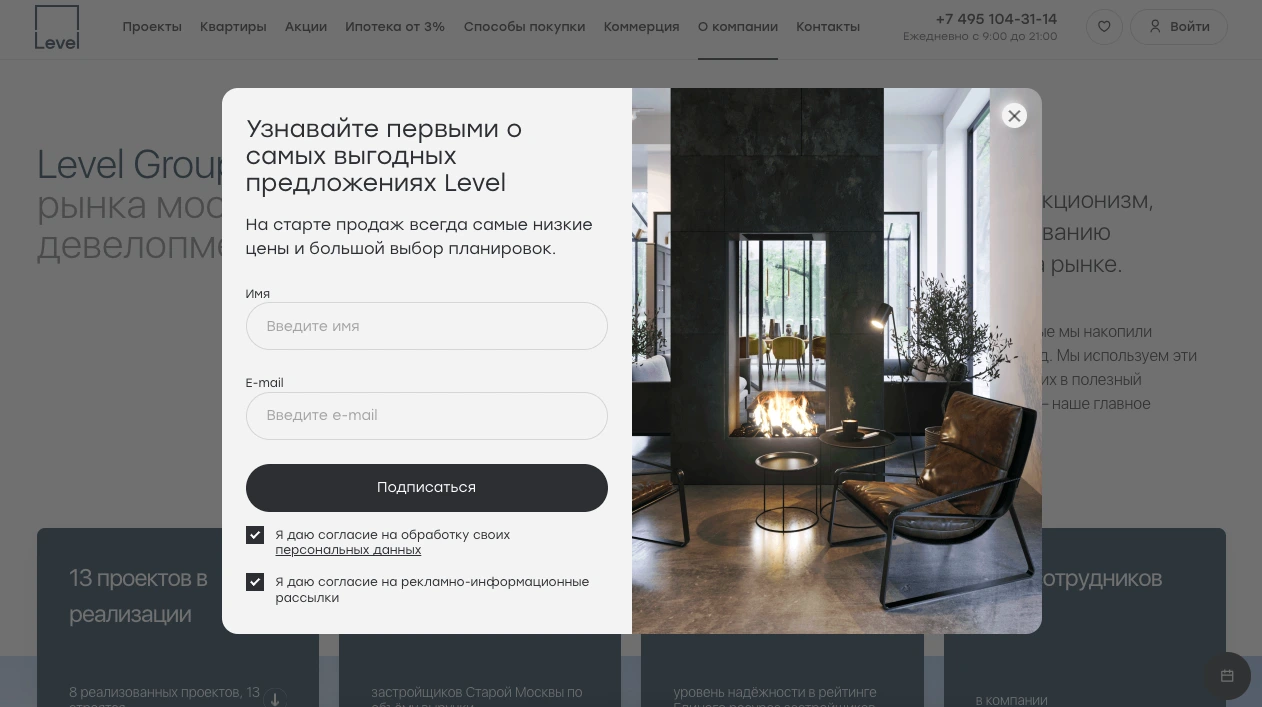 Level
Проекты Квартиры Акции Ипотека от 3% Способы покупки Коммерция О компании Контакты
+7 495 104-31-14
Ежедневно с 9:00 до 21:00
Войти
Level Group
рынка
девелопме
кционизм,
ванию
рынке.
ые мы накопили
д. Мы используем эти
их в полезный
– наше главное
Узнавайте первыми о
самых выгодных
предложениях Level
На старте продаж всегда самые низкие
цены и большой выбор планировок.
Имя
Введите имя
E-mail
Введите e-mail
Подписаться
Я даю согласие на обработку своих
персональных данных
Я даю согласие на рекламно-информационные
рассылки
13 проектов в
реализации
8 реализованных проектов, 13
застройщиков Старой Москвы по
уровень надёжности в рейтинге
отрудников
в компании